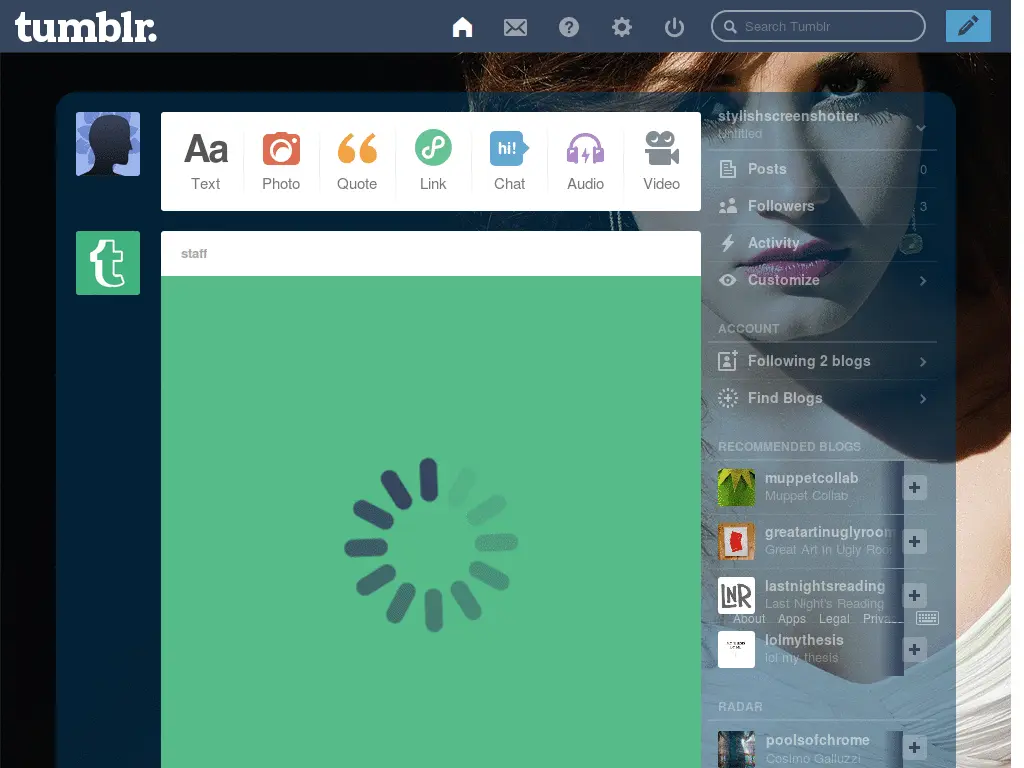 tumblr.
Search Tumblr
Aa
hi!
Text
Photo
Quote
Link
Chat
Audio
Video
staff
stylishscreenshotter
Untitled
Posts 0
Followers 3
Activity
Customize
ACCOUNT
Following 2 blogs
Find Blogs
RECOMMENDED BLOGS
muppetcollab
Muppet Collab
greatartinuglyroom
Great Art in Ugly Roo
LNR
lastnightsreading
Last Night's Reading
About Apps Legal Priva
lolmythesis
lol my thesis
RADAR
poolsofchrome
Cosimo Galluzzi